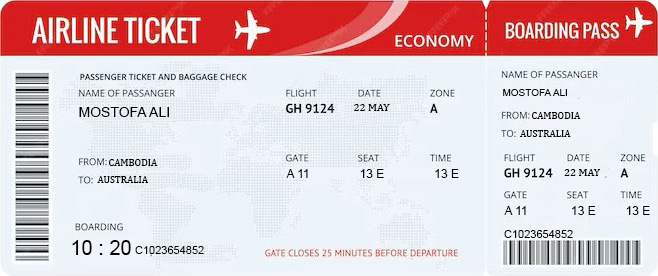 AIRLINE TICKET
ECONOMY
PASSENGER TICKET AND BAGGAGE CHECK
NAME OF PASSANGER
MOSTOFA ALI
FLIGHT DATE ZONE
GH 9124 22 MAY A
FROM: CAMBODIA
TO: AUSTRALIA
GATE SEAT TIME
A 11 13 E 13 E
BOARDING
10 : 20 C1023654852
GATE CLOSES 25 MINUTES BEFORE DEPARTURE
BOARDING PASS
NAME OF PASSANGER
MOSTOFA ALI
FROM: CAMBODIA
TO: AUSTRALIA
FLIGHT DATE ZONE
GH 9124 22 MAY A
GATE SEAT TIME
A 11 13 E 13 E
C1023654852